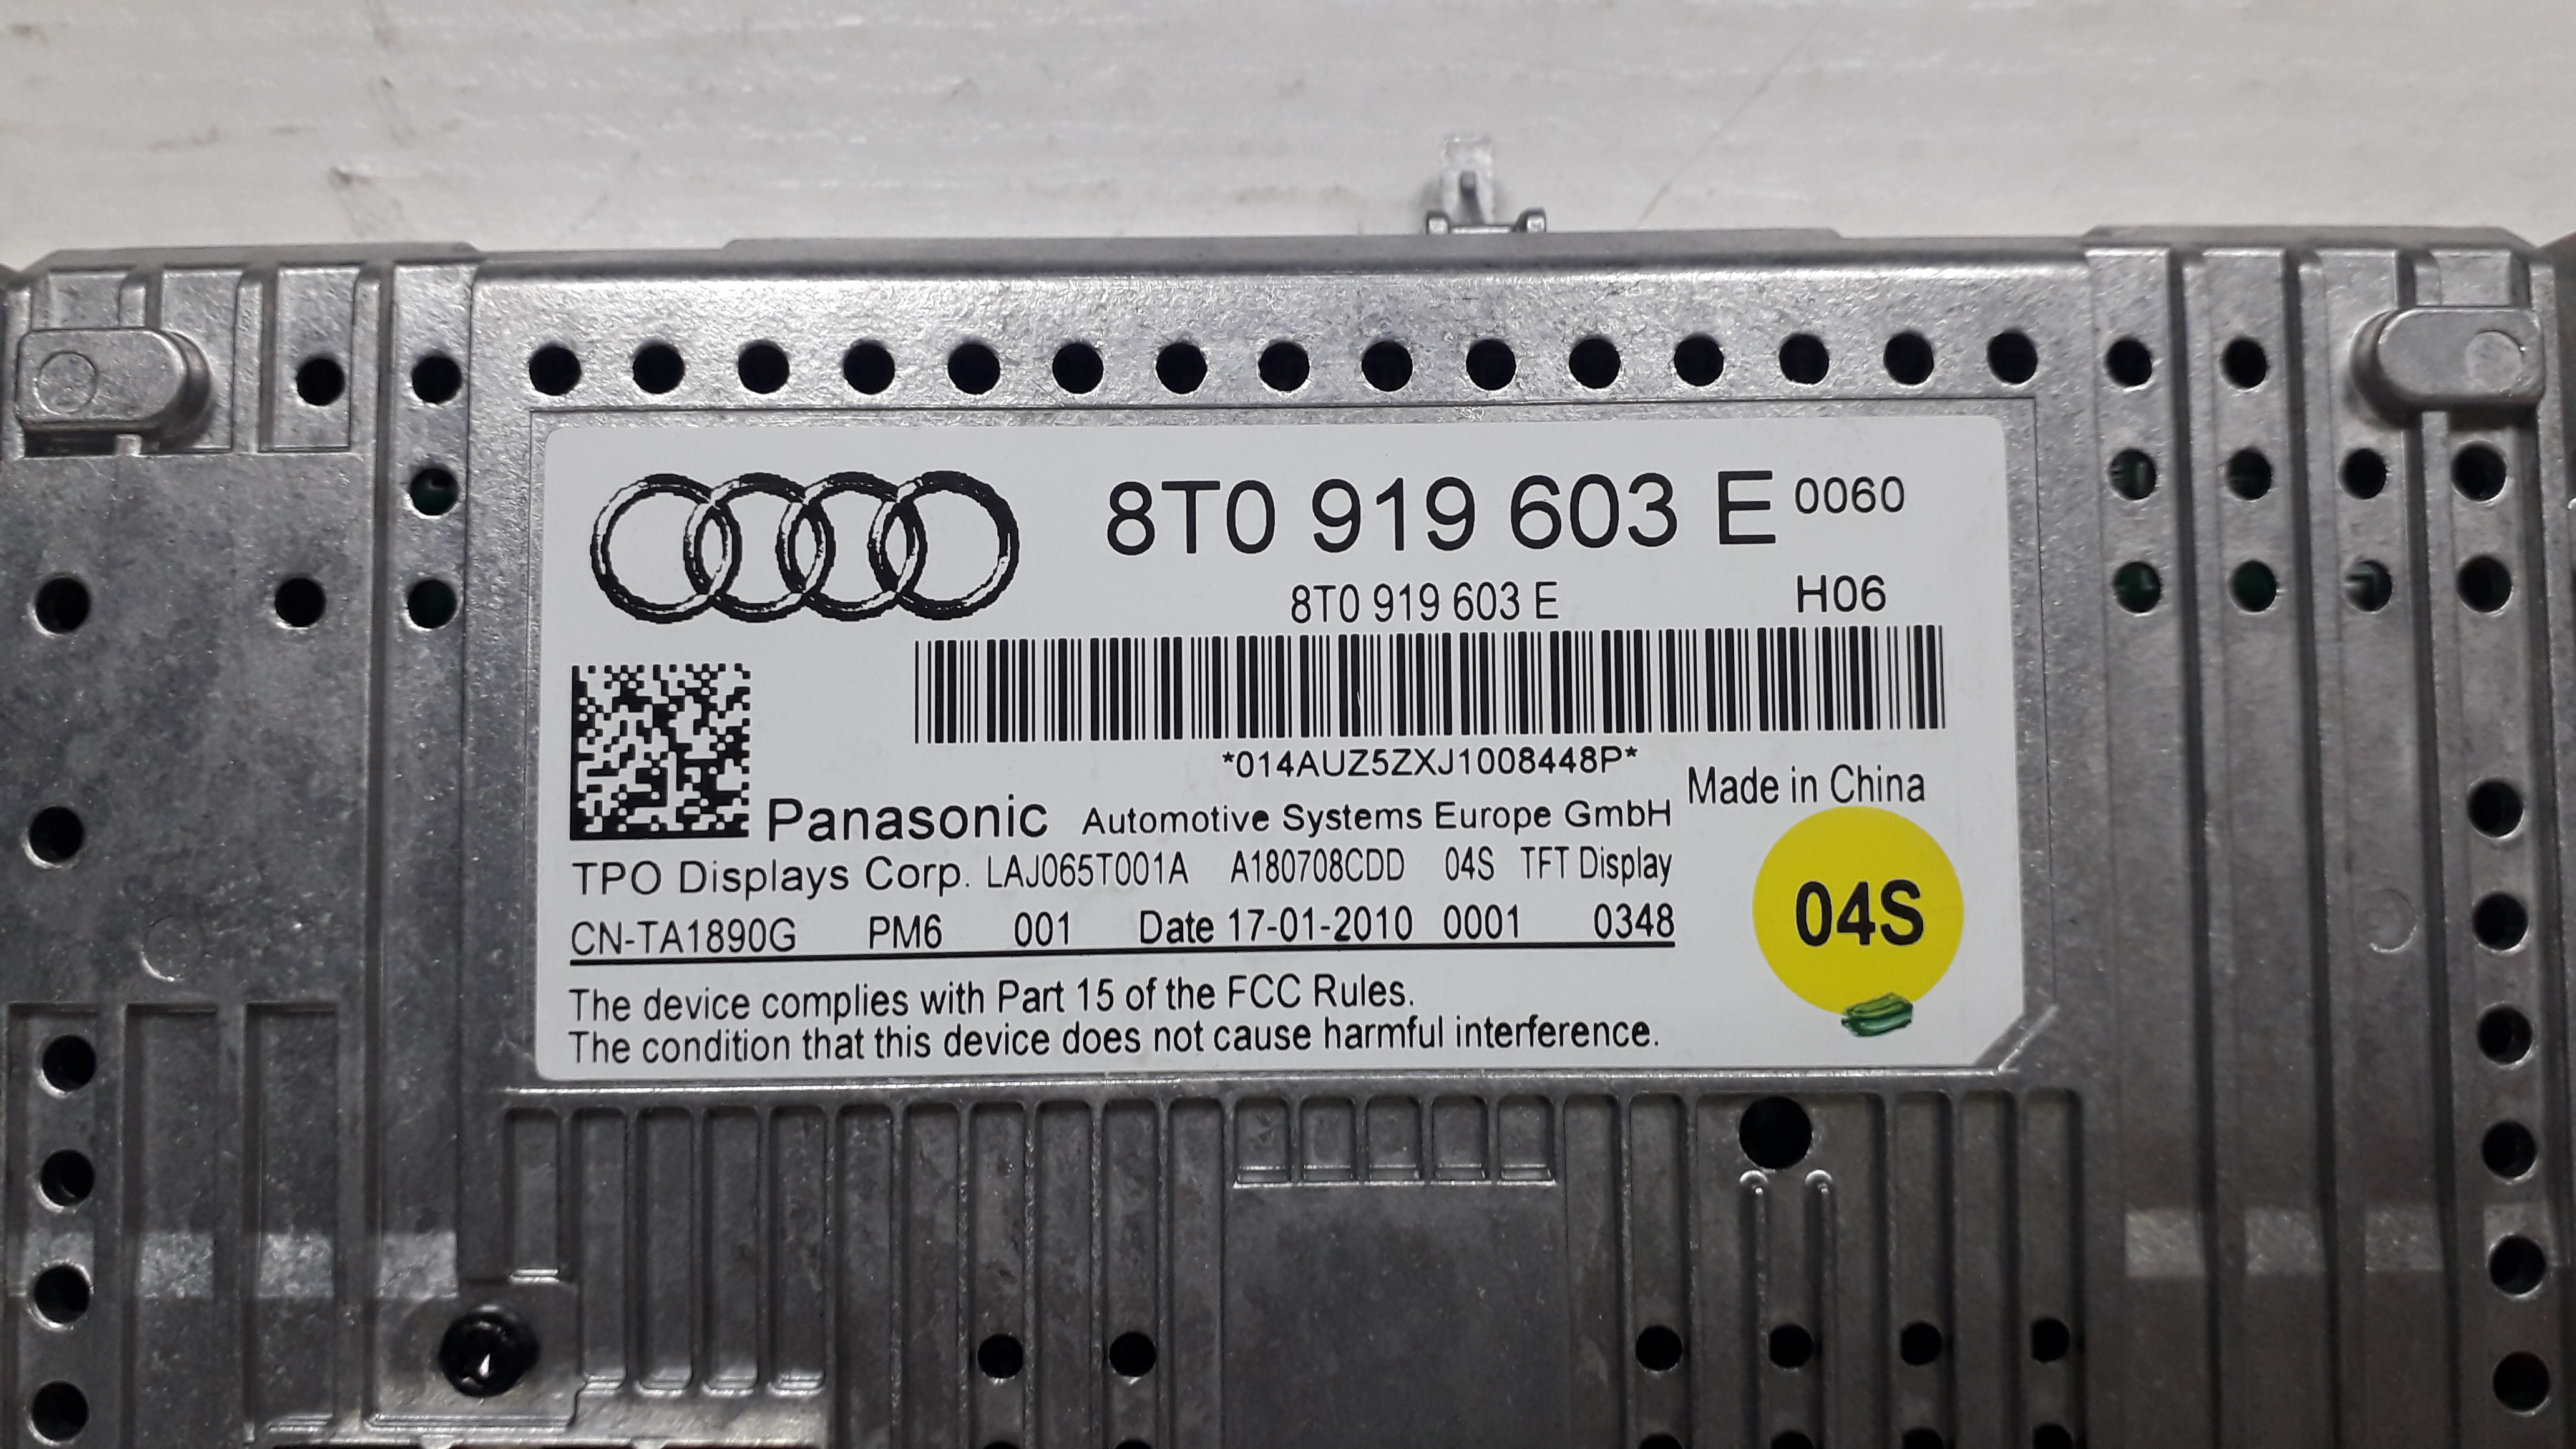 8T0 919 603 E 0060
8T0 919 603 E H06
*014AUZ5ZXJ1008448P*
Made in China
Panasonic Automotive Systems Europe GmbH
TPO Displays Corp. LAJ065T001A A180708CDD 04S TFT Display
04S
CN-TA1890G PM6 001 Date 17-01-2010 0001 0348
The device complies with Part 15 of the FCC Rules.
The condition that this device does not cause harmful interference.